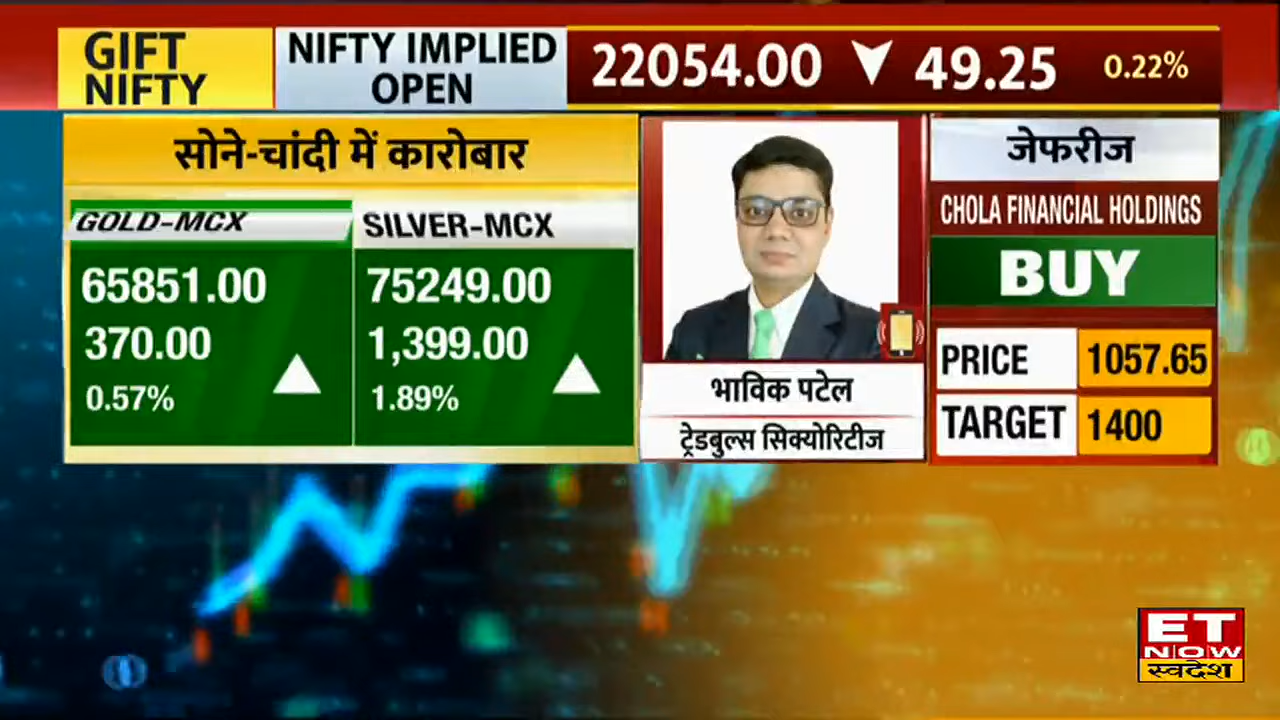 GIFT
NIFTY
NIFTY IMPLIED
OPEN
22054.00 49.25 0.22%
सोने-चांदी में कारोबार
GOLD-MCX
65851.00
370.00
0.57%
SILVER-MCX
75249.00
1,399.00
1.89%
भाविक पटेल
ट्रेडबुल्स सिक्योरिटीज
जेफरीज
CHOLA FINANCIAL HOLDINGS
BUY
PRICE 1057.65
TARGET 1400
ET
NOW
स्वदेश